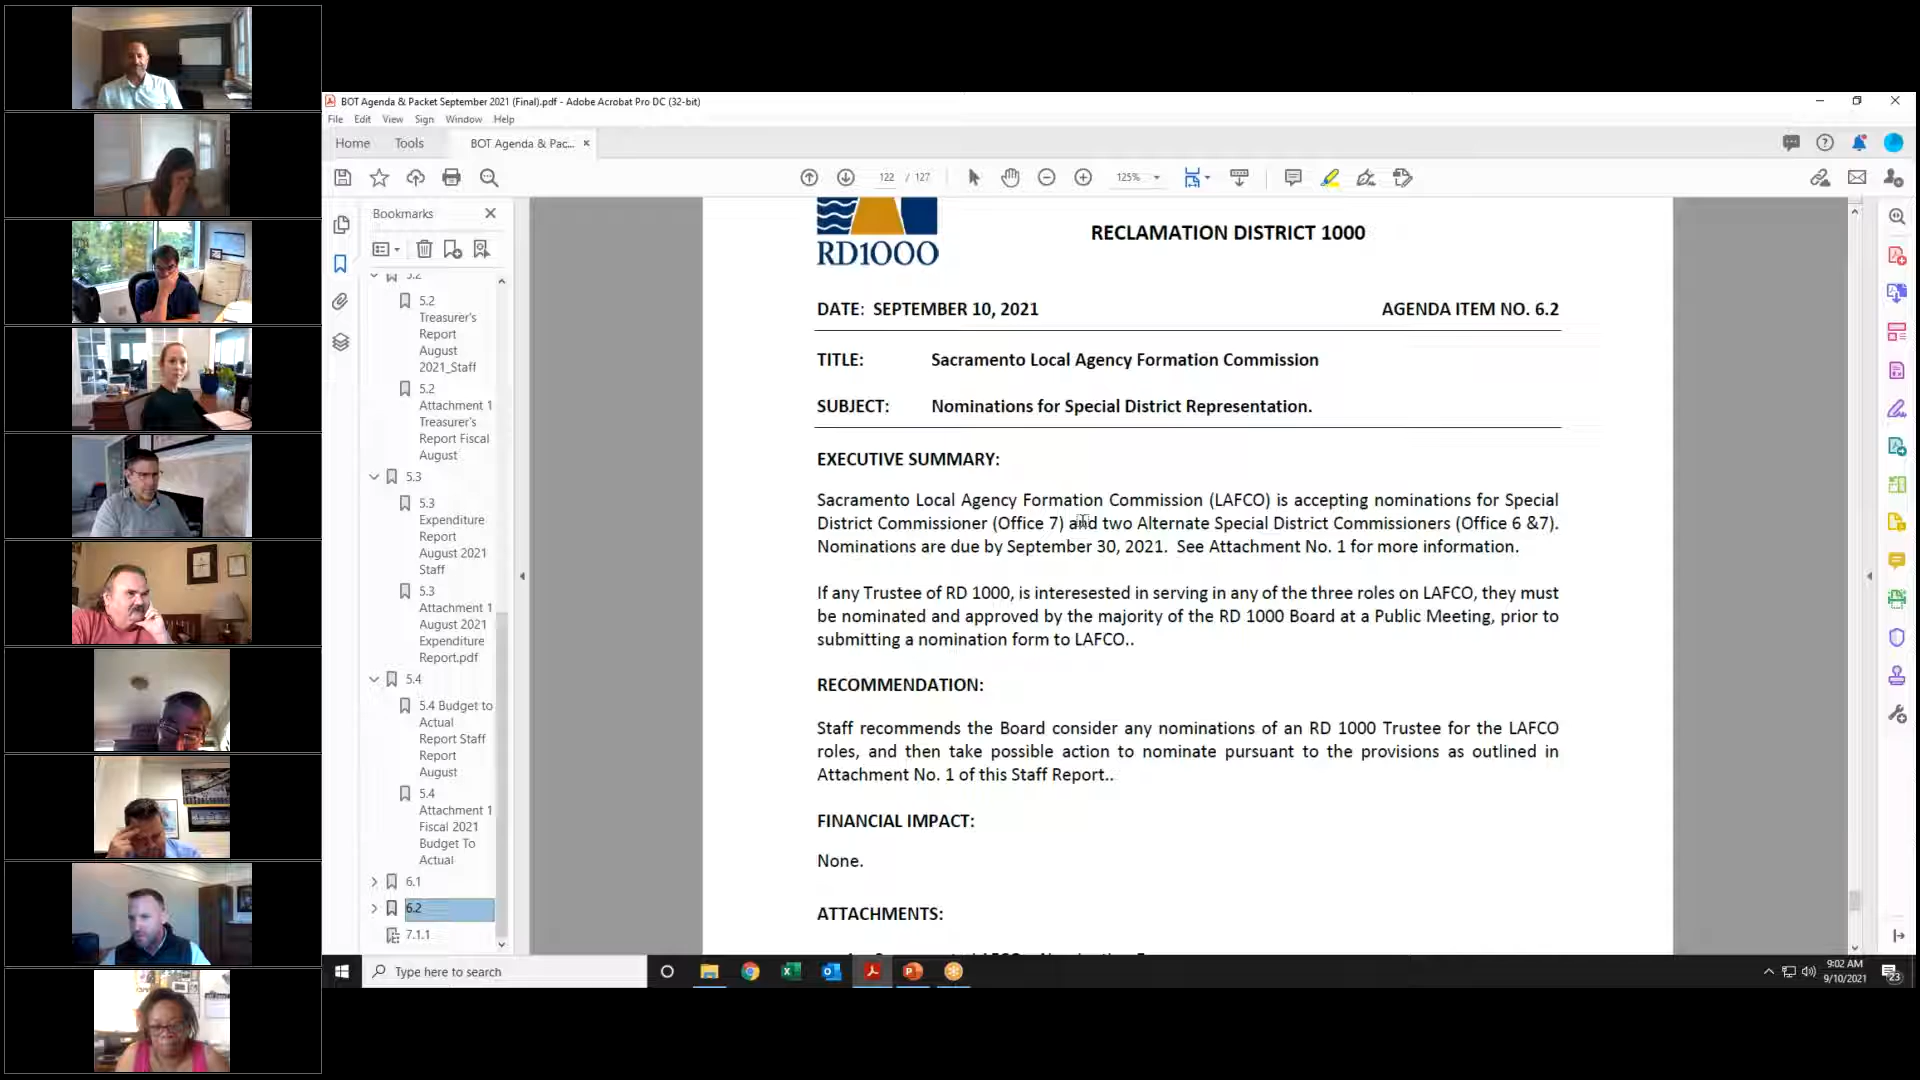 BOT Agenda & Packet September 2021 (Final).pdf - Adobe Acrobat Pro DC (32-bit)
File Edit View Sign Window Help
Home Tools BOT Agenda & Pac... ×
122 / 127 125%
Bookmarks
5.2
5.2
Treasurer's
Report
August
2021_Staff
5.2
Attachment 1
Treasurer's
Report Fiscal
August
5.3
5.3
Expenditure
Report
August 2021
Staff
5.3
Attachment 1
August 2021
Expenditure
Report.pdf
5.4
5.4 Budget to
Actual
Report Staff
Report
August
5.4
Attachment 1
Fiscal 2021
Budget To
Actual
6.1
6.2
7.1.1
RD1000
RECLAMATION DISTRICT 1000
DATE: SEPTEMBER 10, 2021 AGENDA ITEM NO. 6.2
TITLE: Sacramento Local Agency Formation Commission
SUBJECT: Nominations for Special District Representation.
EXECUTIVE SUMMARY:
Sacramento Local Agency Formation Commission (LAFCO) is accepting nominations for Special
District Commissioner (Office 7) and two Alternate Special District Commissioners (Office 6 &7).
Nominations are due by September 30, 2021. See Attachment No. 1 for more information.
If any Trustee of RD 1000, is interesested in serving in any of the three roles on LAFCO, they must
be nominated and approved by the majority of the RD 1000 Board at a Public Meeting, prior to
submitting a nomination form to LAFCO..
RECOMMENDATION:
Staff recommends the Board consider any nominations of an RD 1000 Trustee for the LAFCO
roles, and then take possible action to nominate pursuant to the provisions as outlined in
Attachment No. 1 of this Staff Report..
FINANCIAL IMPACT:
None.
ATTACHMENTS:
Type here to search
9:02 AM
9/10/2021
23